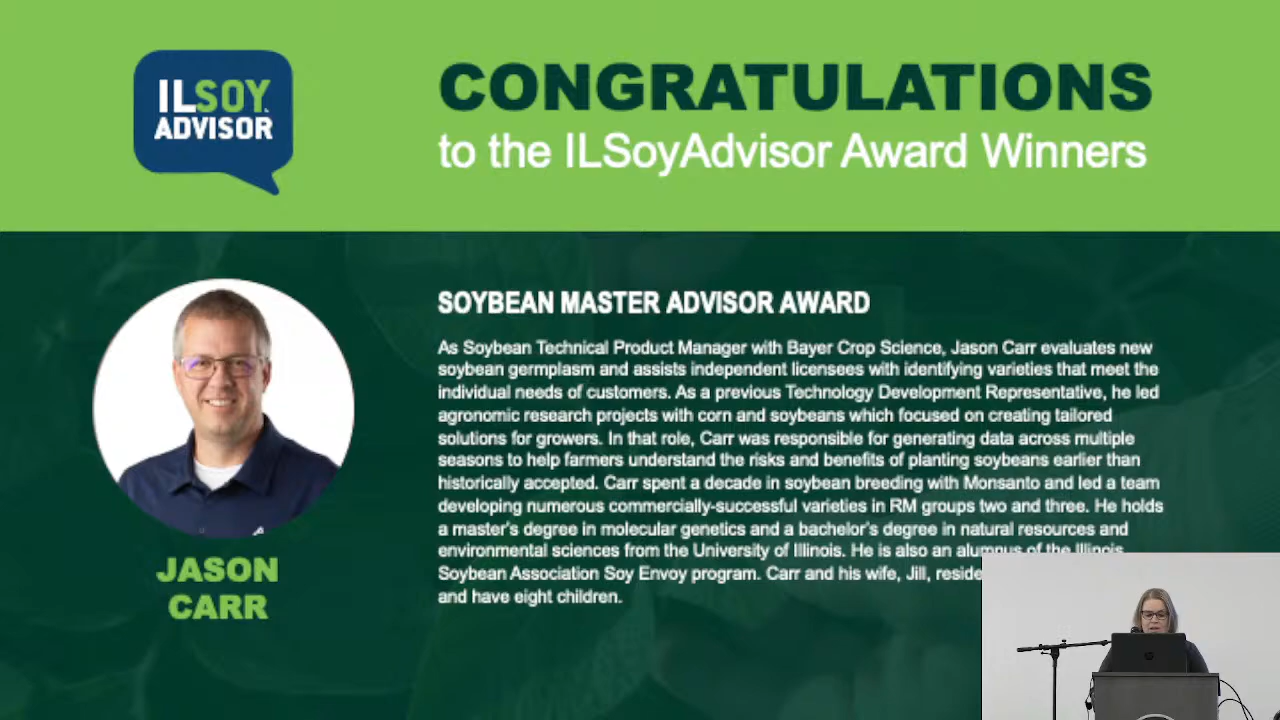 ILSOY
ADVISOR
CONGRATULATIONS
to the ILSoyAdvisor Award Winners
SOYBEAN MASTER ADVISOR AWARD
As Soybean Technical Product Manager with Bayer Crop Science, Jason Carr evaluates new
soybean germplasm and assists independent licensees with identifying varieties that meet the
individual needs of customers. As a previous Technology Development Representative, he led
agronomic research projects with corn and soybeans which focused on creating tailored
solutions for growers. In that role, Carr was responsible for generating data across multiple
seasons to help farmers understand the risks and benefits of planting soybeans earlier than
historically accepted. Carr spent a decade in soybean breeding with Monsanto and led a team
developing numerous commercially-successful varieties in RM groups two and three. He holds
a master's degree in molecular genetics and a bachelor's degree in natural resources and
environmental sciences from the University of Illinois. He is also an alumnus of the Illinois
Soybean Association Soy Envoy program. Carr and his wife, Jill, reside
and have eight children.
JASON
CARR